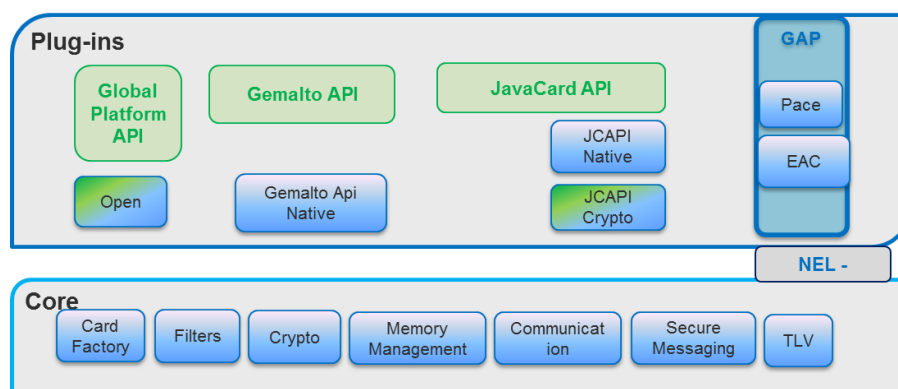 Plug-ins
GAP
Global
Platform
API
Gemalto API
JavaCard API
Pace
JCAPI
Native
EAC
Open
Gemalto Api
Native
JCAPI
Crypto
NEL -
Core
Card
Factory
Filters
Crypto
Memory
Management
Communicat
ion
Secure
Messaging
TLV